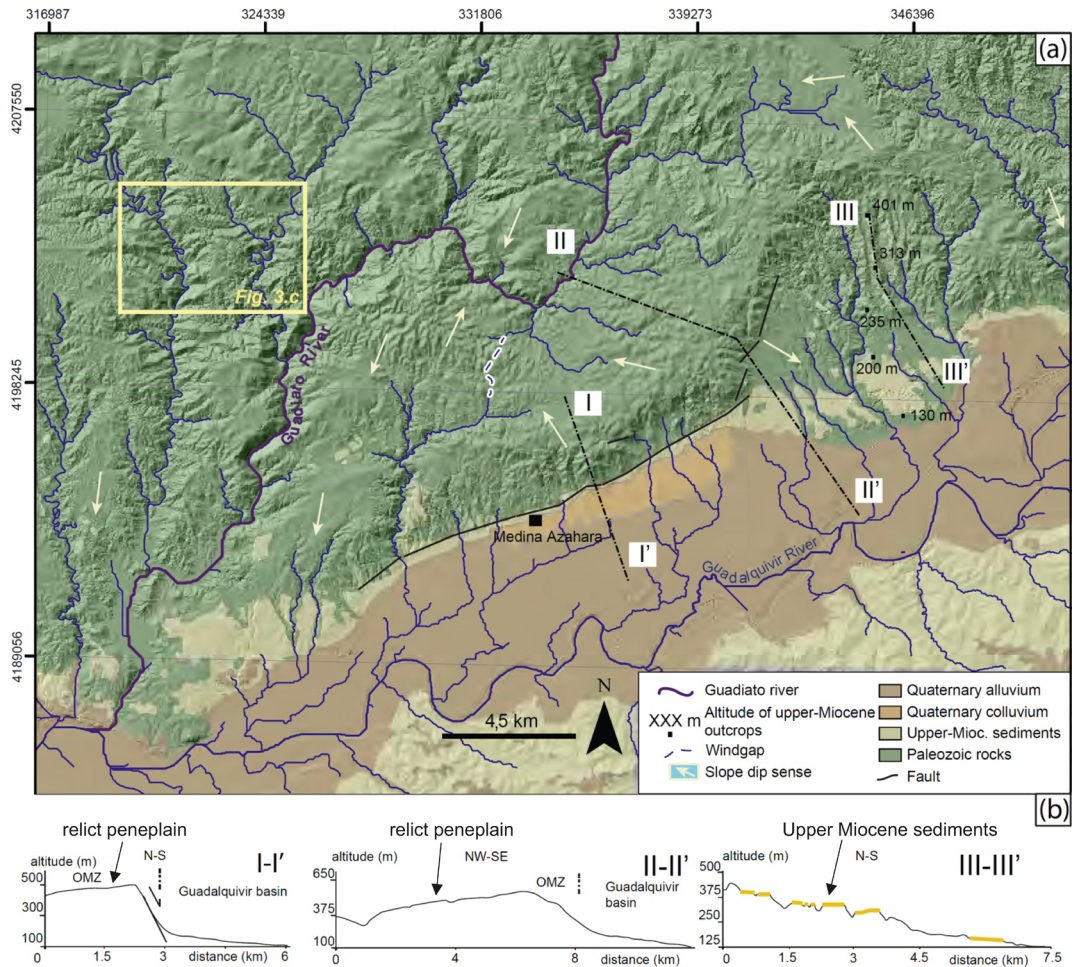 316987 324339 331806 339273 346396
(a)
4207550
4198245
4189056
Fig. 3.c
Guadiaro River
II
III
401 m
313 m
235 m
200 m
130 m
III'
I
II'
I'
Medina Azahara
Guadalquivir River
N
4,5 km
Guadiato river
XXX m Altitude of upper-Miocene
outcrops
Windgap
Slope dip sense
Quaternary alluvium
Quaternary colluvium
Upper-Mioc. sediments
Paleozoic rocks
Fault
(b)
relict peneplain
altitude (m)
N-S
I-I'
OMZ
Guadalquivir basin
500
400
300
200
100
0 1.5 3 distance (km) 6
relict peneplain
altitude (m)
NW-SE
II-II'
OMZ
Guadalquivir
basin
650
375
100
0 4 8 distance (km)
Upper Miocene sediments
altitude (m)
N-S
III-III'
500
375
250
125
0 1.5 3 4.5 distance (km) 7.5